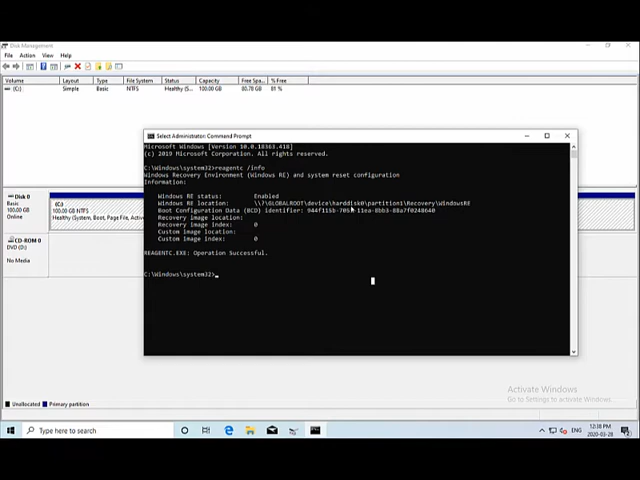 Disk Management
File Action View Help
Volume Layout Type File System Status Capacity Free Spa... % Free
(C:) Simple Basic NTFS Healthy (S... 100.00 GB 80.78 GB 81 %
Select Administrator: Command Prompt
Microsoft Windows [Version 10.0.18363.418]
(c) 2019 Microsoft Corporation. All rights reserved.
C:\Windows\system32>reagentc /info
Windows Recovery Environment (Windows RE) and system reset configuration
Information:
Windows RE status: Enabled
Windows RE location: \\?\GLOBALROOT\device\harddisk0\partition1\Recovery\WindowsRE
Boot Configuration Data (BCD) identifier:
Recovery image location:
Recovery image index: 0
Custom image location:
Custom image index: 0
REAGENTC.EXE: Operation Successful.
C:\Windows\system32>
Disk 0
Basic
100.00 GB
Online
(C:)
100.00 GB NTFS
Healthy (System, Boot, Page File, Activ
CD-ROM 0
DVD (D:)
No Media
Unallocated Primary partition
Activate Windows
Go to Settings to activate Windows.
Type here to search
ENG
12:38 PM
2020-03-28